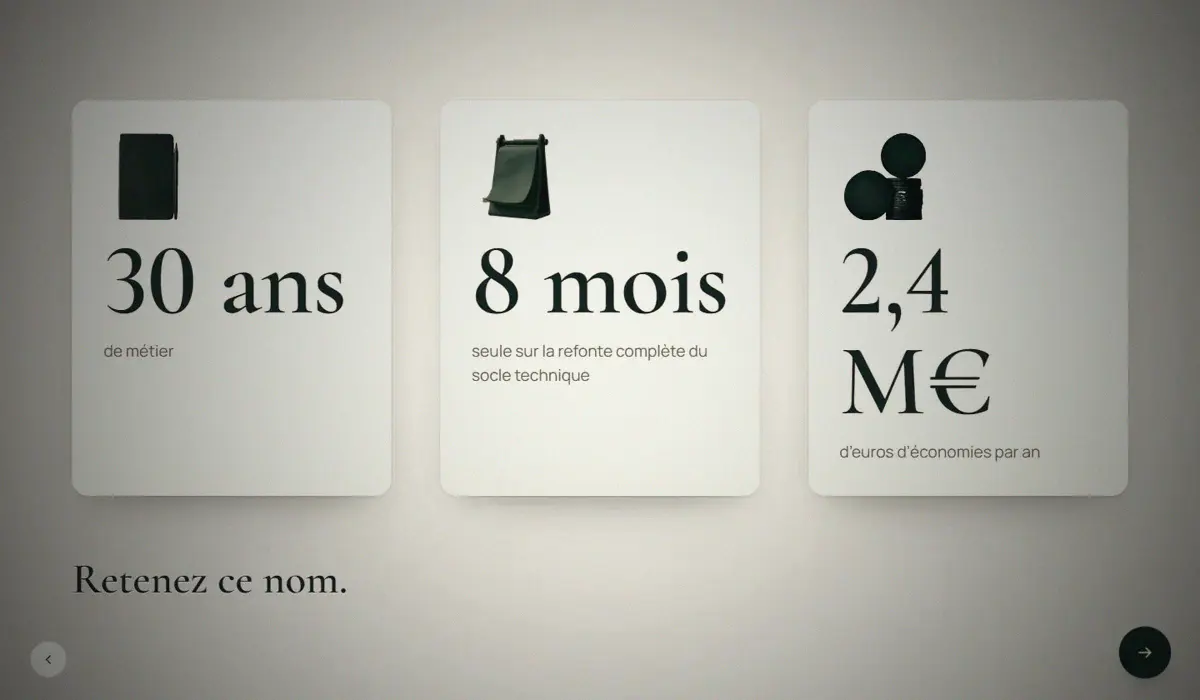 30 ans
de métier
8 mois
seule sur la refonte complète du
socle technique
2,4
M€
d'euros d'économies par an
Retenez ce nom.